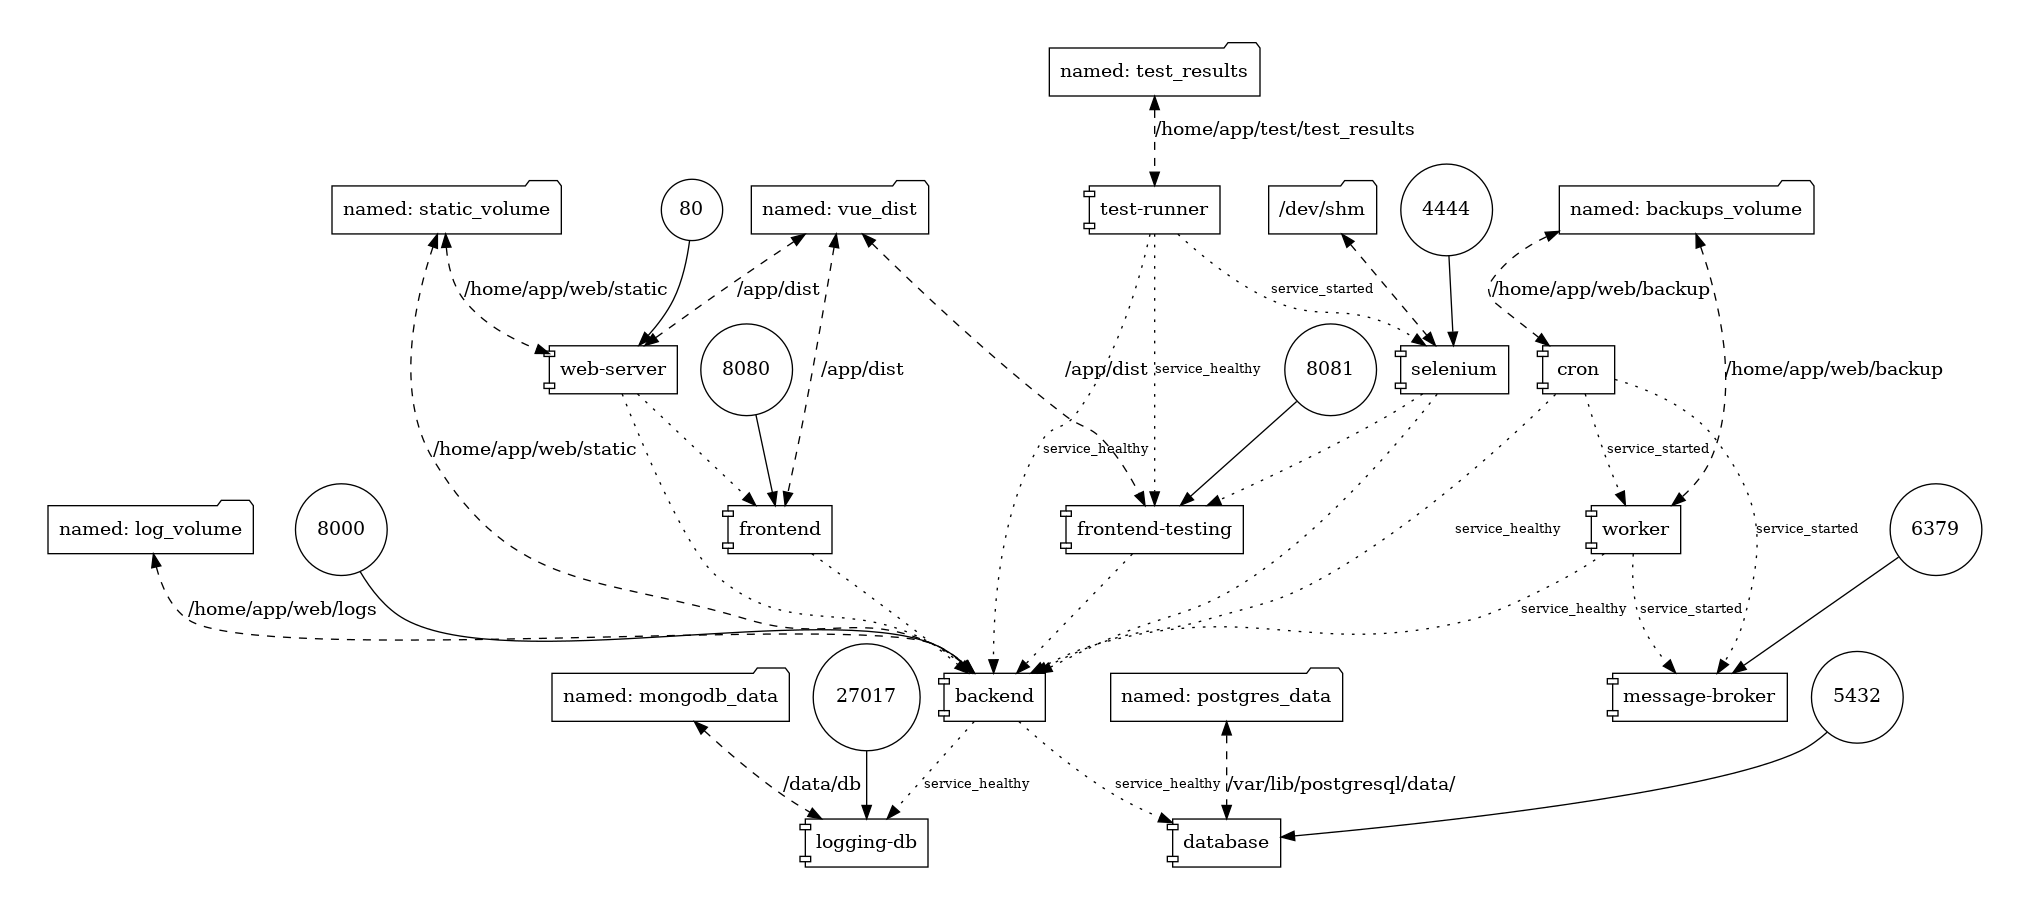 named: test_results
/home/app/test/test_results
named: static_volume
80
named: vue_dist
test-runner
/dev/shm
4444
named: backups_volume
/home/app/web/static
/app/dist
service_started
/home/app/web/backup
web-server
8080
/app/dist
/app/dist
service_healthy
8081
selenium
cron
/home/app/web/backup
/home/app/web/static
service_healthy
service_started
named: log_volume
8000
frontend
frontend-testing
service_healthy
worker
service_started
6379
/home/app/web/logs
service_healthy
service_started
named: mongodb_data
27017
backend
named: postgres_data
message-broker
5432
/data/db
service_healthy
service_healthy
/var/lib/postgresql/data/
logging-db
database